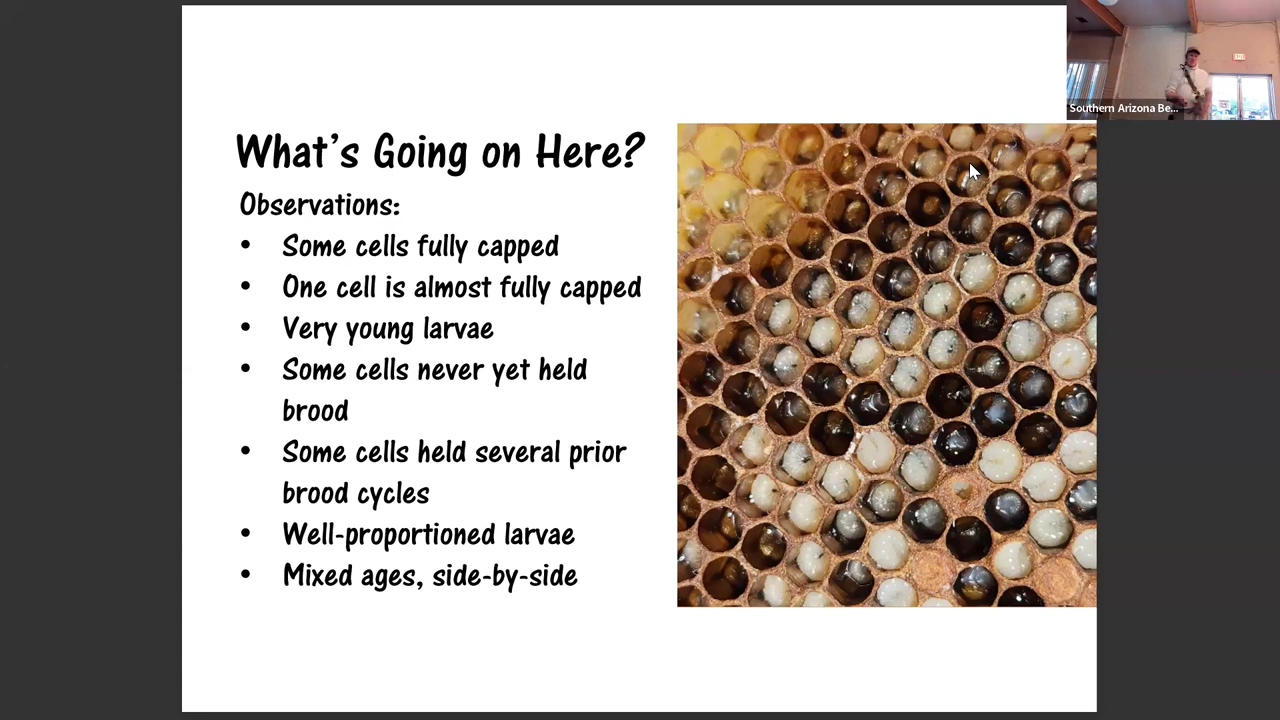 Southern Arizona Be...
What's Going on Here?
Observations:
• Some cells fully capped
• One cell is almost fully capped
• Very young larvae
• Some cells never yet held
brood
• Some cells held several prior
brood cycles
• Well-proportioned larvae
• Mixed ages, side-by-side